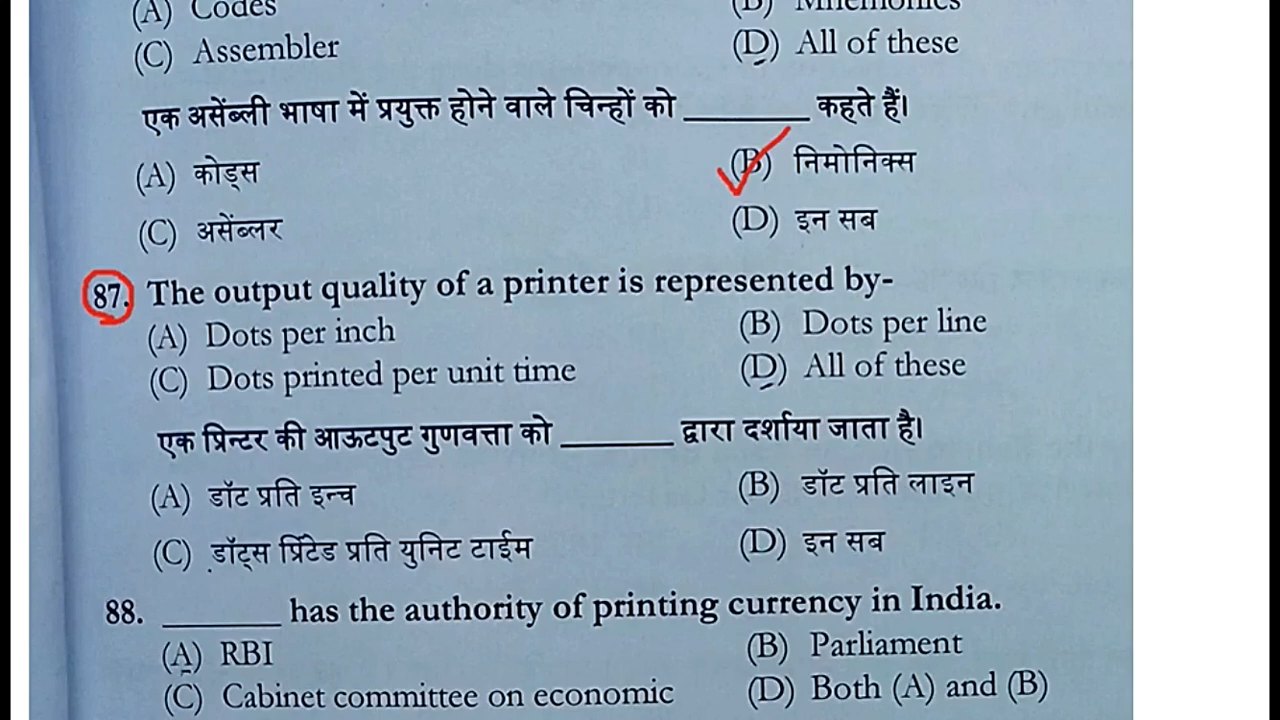 (A) Codes (B) Mnemonics
(C) Assembler (D) All of these
एक असेंब्ली भाषा में प्रयुक्त होने वाले चिन्हों को ________ कहते हैं।
(A) कोड्स (B) निमोनिक्स
(C) असेंब्लर (D) इन सब
87. The output quality of a printer is represented by-
(A) Dots per inch (B) Dots per line
(C) Dots printed per unit time (D) All of these
एक प्रिन्टर की आऊटपुट गुणवत्ता को ________ द्वारा दर्शाया जाता है।
(A) डॉट प्रति इन्च (B) डॉट प्रति लाइन
(C) डॉट्स प्रिंटेड प्रति युनिट टाईम (D) इन सब
88. ________ has the authority of printing currency in India.
(A) RBI (B) Parliament
(C) Cabinet committee on economic (D) Both (A) and (B)